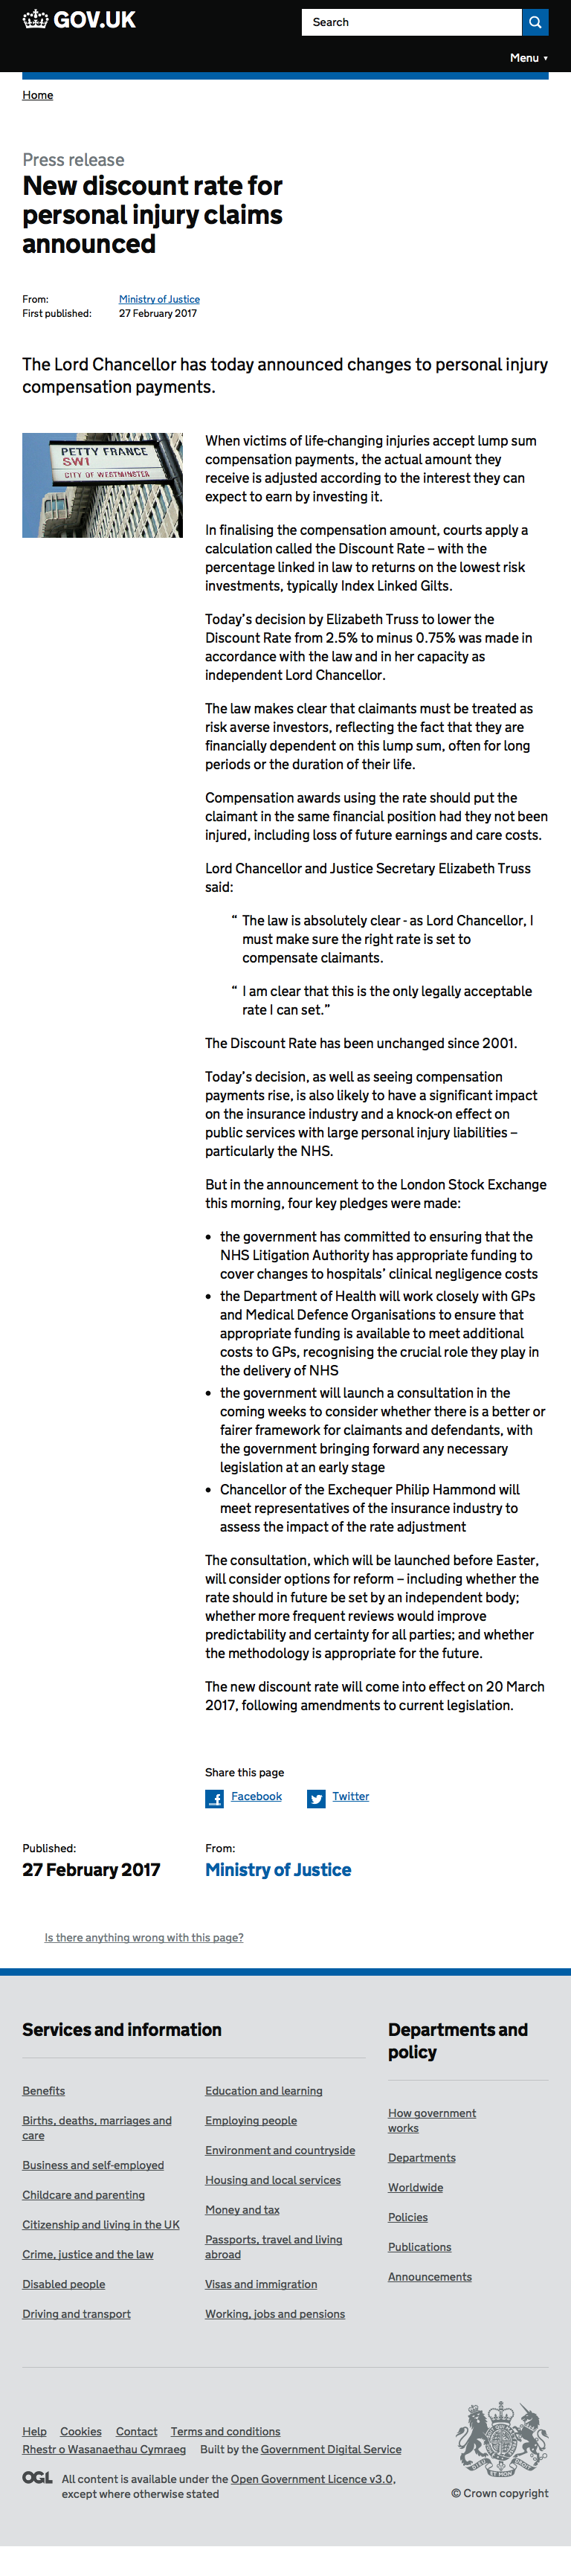 GOV.UK
Search
Menu ▼
Home
Press release
New discount rate for
personal injury claims
announced
From: Ministry of Justice
First published: 27 February 2017
The Lord Chancellor has today announced changes to personal injury
compensation payments.
PETTY FRANCE
SW1
CITY OF WESTMINSTER
When victims of life-changing injuries accept lump sum
compensation payments, the actual amount they
receive is adjusted according to the interest they can
expect to earn by investing it.
In finalising the compensation amount, courts apply a
calculation called the Discount Rate – with the
percentage linked in law to returns on the lowest risk
investments, typically Index Linked Gilts.
Today's decision by Elizabeth Truss to lower the
Discount Rate from 2.5% to minus 0.75% was made in
accordance with the law and in her capacity as
independent Lord Chancellor.
The law makes clear that claimants must be treated as
risk averse investors, reflecting the fact that they are
financially dependent on this lump sum, often for long
periods or the duration of their life.
Compensation awards using the rate should put the
claimant in the same financial position had they not been
injured, including loss of future earnings and care costs.
Lord Chancellor and Justice Secretary Elizabeth Truss
said:
“ The law is absolutely clear - as Lord Chancellor, I
must make sure the right rate is set to
compensate claimants.
“ I am clear that this is the only legally acceptable
rate I can set.”
The Discount Rate has been unchanged since 2001.
Today's decision, as well as seeing compensation
payments rise, is also likely to have a significant impact
on the insurance industry and a knock-on effect on
public services with large personal injury liabilities –
particularly the NHS.
But in the announcement to the London Stock Exchange
this morning, four key pledges were made:
• the government has committed to ensuring that the
NHS Litigation Authority has appropriate funding to
cover changes to hospitals' clinical negligence costs
• the Department of Health will work closely with GPs
and Medical Defence Organisations to ensure that
appropriate funding is available to meet additional
costs to GPs, recognising the crucial role they play in
the delivery of NHS
• the government will launch a consultation in the
coming weeks to consider whether there is a better or
fairer framework for claimants and defendants, with
the government bringing forward any necessary
legislation at an early stage
• Chancellor of the Exchequer Philip Hammond will
meet representatives of the insurance industry to
assess the impact of the rate adjustment
The consultation, which will be launched before Easter,
will consider options for reform – including whether the
rate should in future be set by an independent body;
whether more frequent reviews would improve
predictability and certainty for all parties; and whether
the methodology is appropriate for the future.
The new discount rate will come into effect on 20 March
2017, following amendments to current legislation.
Share this page
Facebook Twitter
Published:
27 February 2017
From:
Ministry of Justice
Is there anything wrong with this page?
Services and information
Benefits
Births, deaths, marriages and
care
Business and self-employed
Childcare and parenting
Citizenship and living in the UK
Crime, justice and the law
Disabled people
Driving and transport
Education and learning
Employing people
Environment and countryside
Housing and local services
Money and tax
Passports, travel and living
abroad
Visas and immigration
Working, jobs and pensions
Departments and
policy
How government
works
Departments
Worldwide
Policies
Publications
Announcements
Help Cookies Contact Terms and conditions
Rhestr o Wasanaethau Cymraeg Built by the Government Digital Service
OGL All content is available under the Open Government Licence v3.0,
except where otherwise stated
© Crown copyright